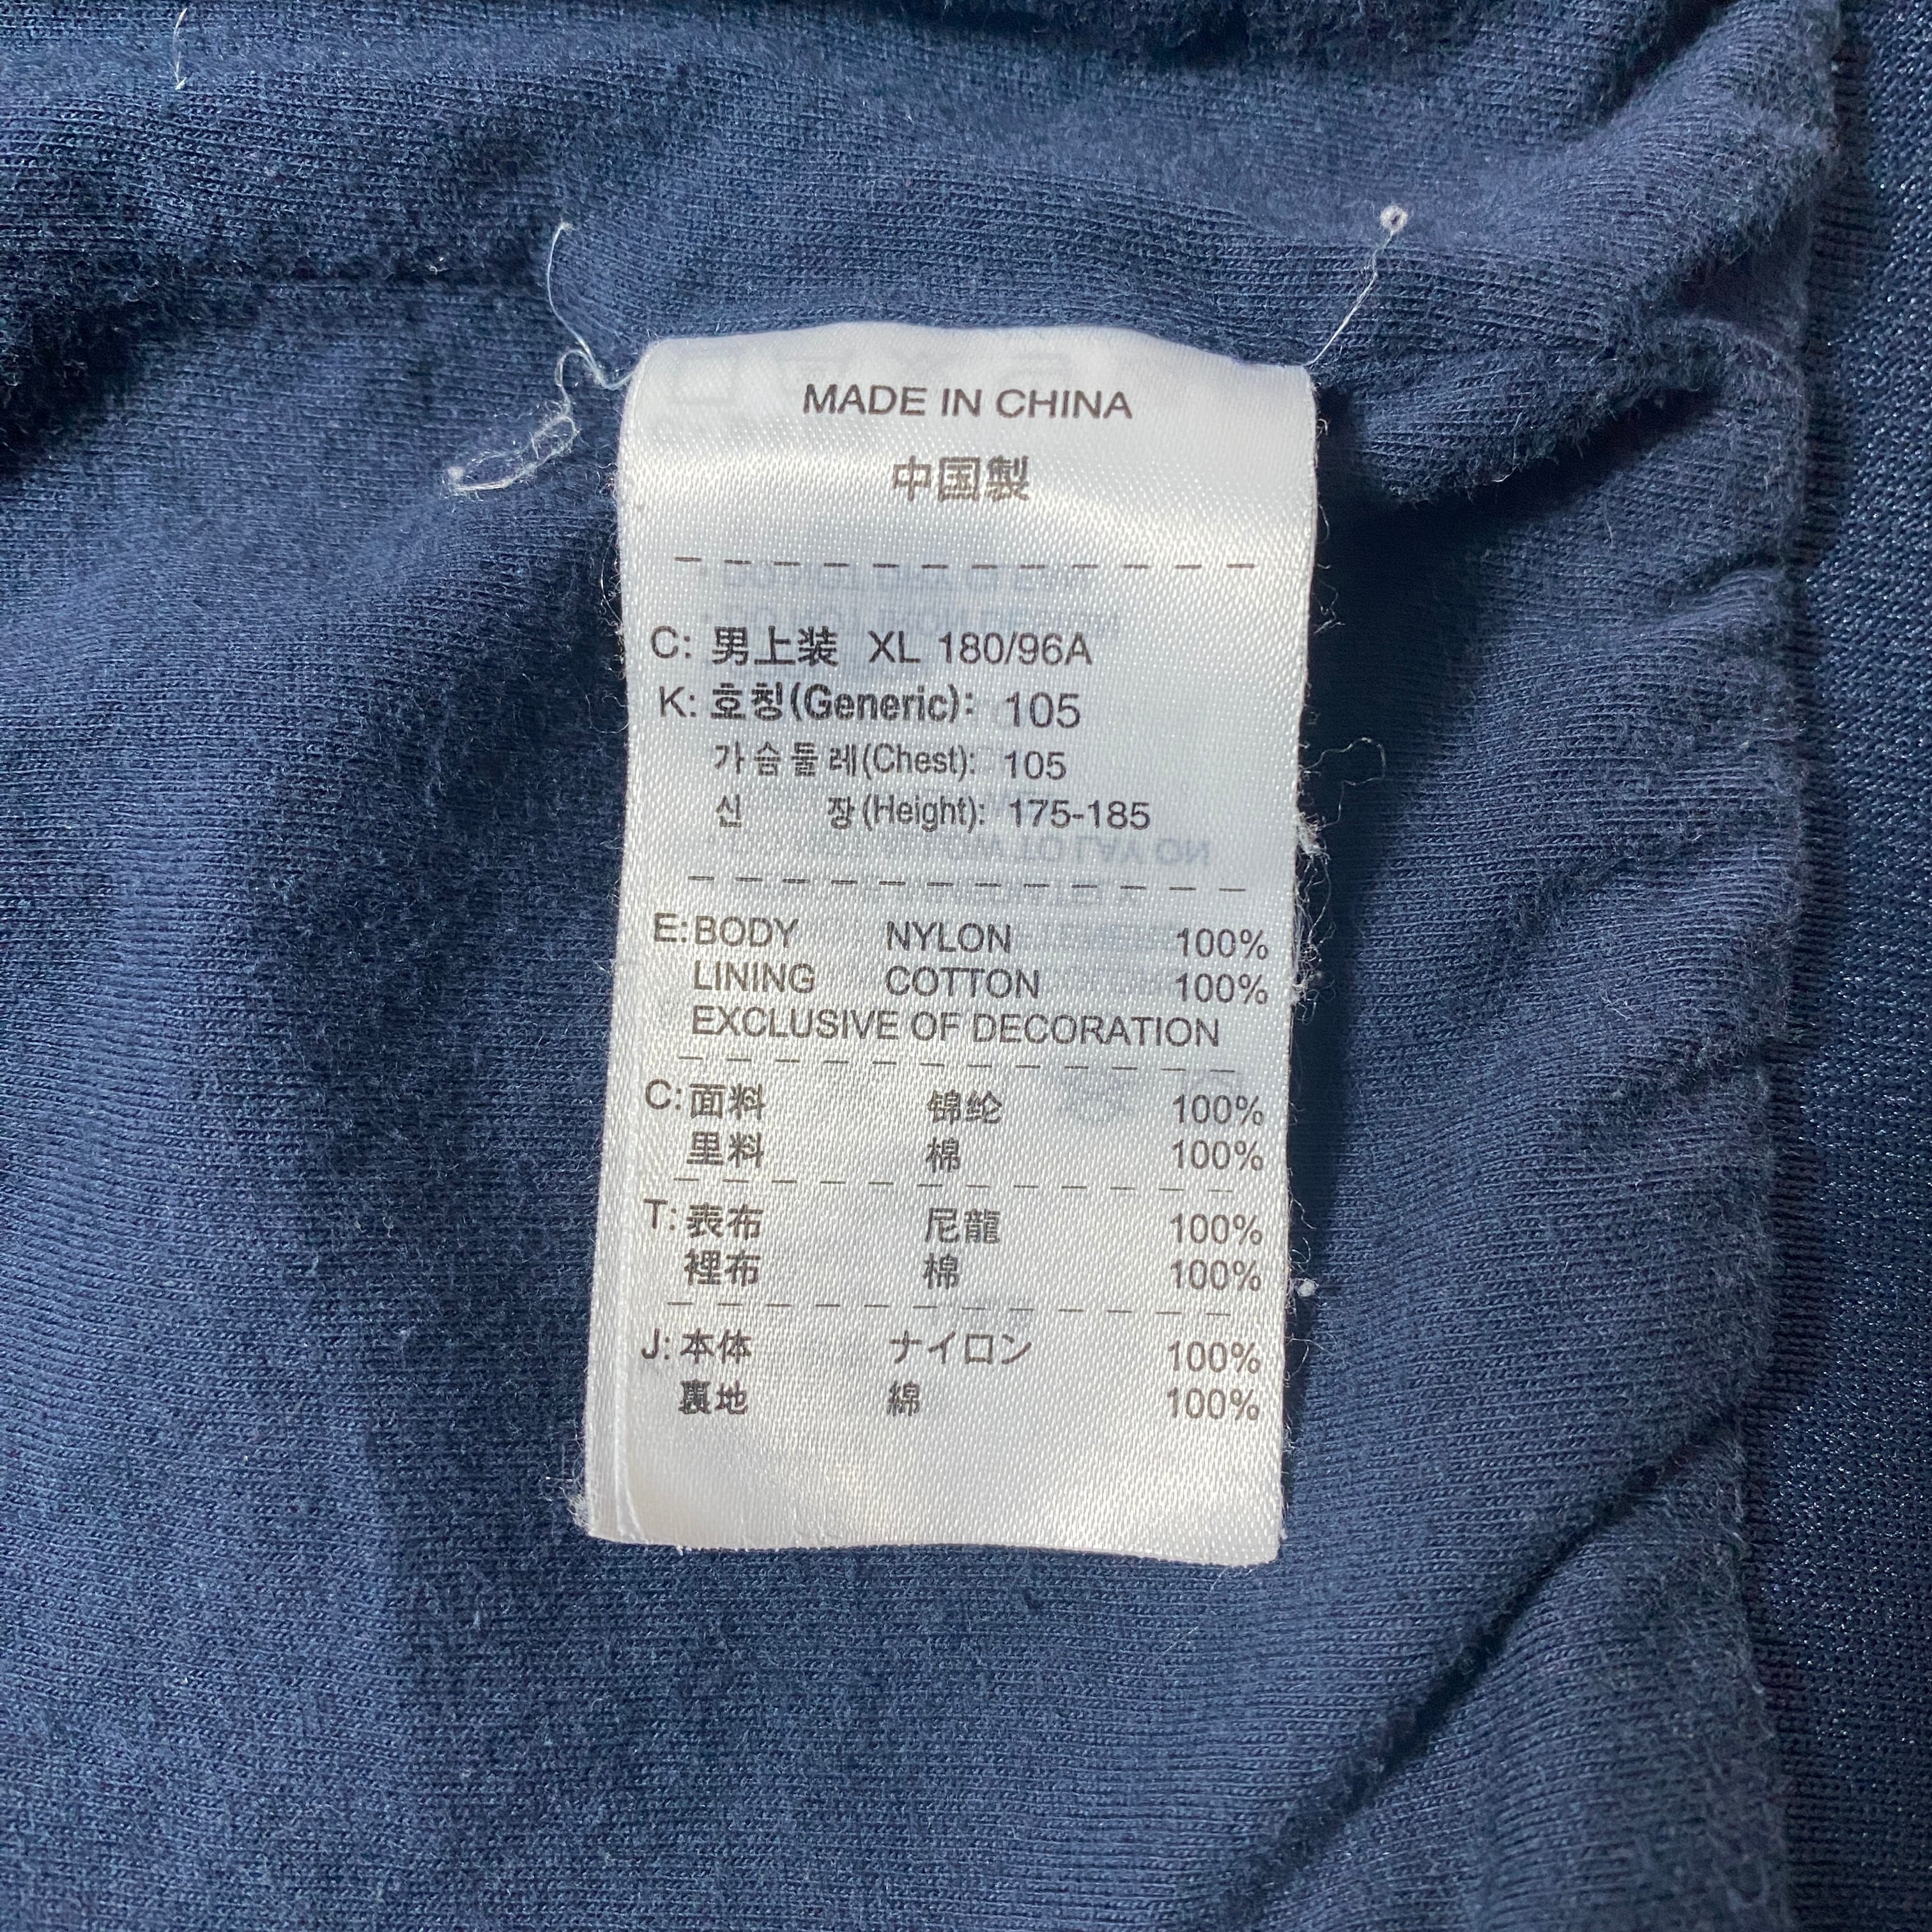 MADE IN CHINA
中国製
C: 男上装 XL 180/96A
K: 호칭(Generic): 105
가슴둘레(Chest): 105
신 장(Height): 175-185
E: BODY NYLON 100%
LINING COTTON 100%
EXCLUSIVE OF DECORATION
C: 面料 锦纶 100%
里料 棉 100%
T: 表布 尼龍 100%
裡布 棉 100%
J: 本体 ナイロン 100%
裏地 綿 100%